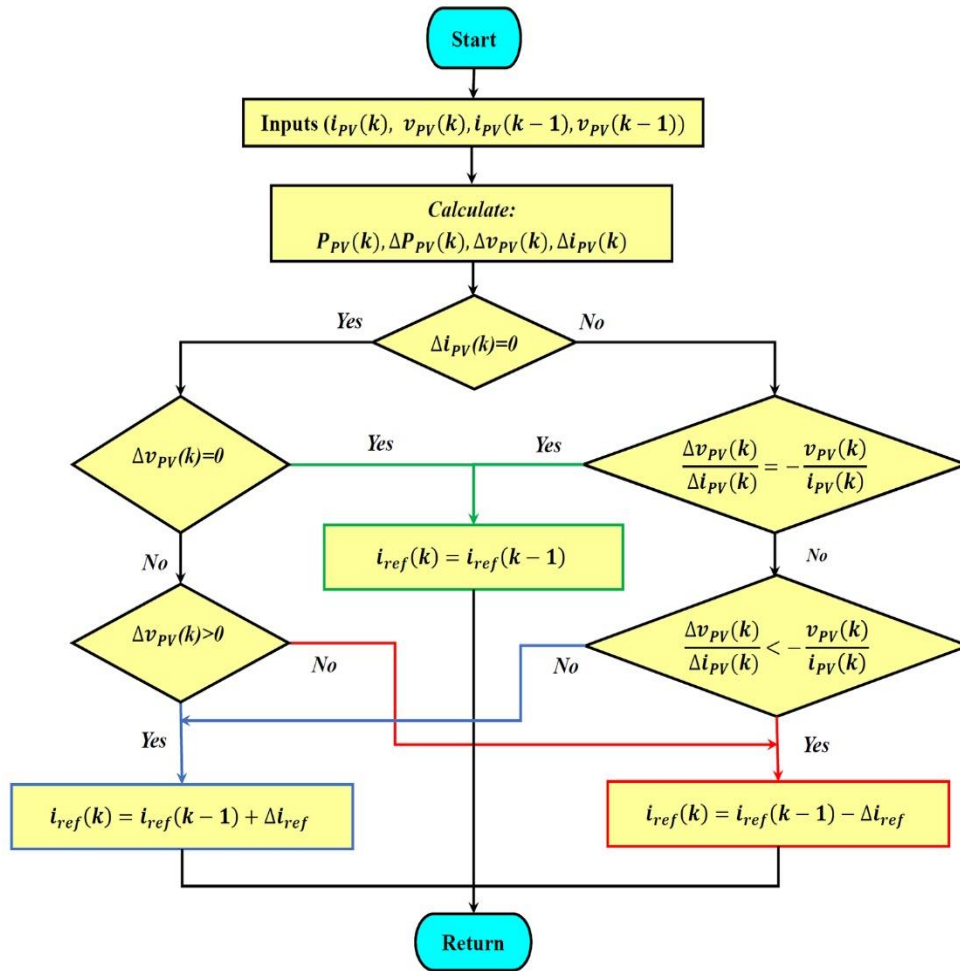 Start
Inputs (i_PV(k), v_PV(k), i_PV(k − 1), v_PV(k − 1))
Calculate:
P_PV(k), ΔP_PV(k), Δv_PV(k), Δi_PV(k)
Yes
Δi_PV(k)=0
No
Δv_PV(k)=0
Yes
Yes
Δv_PV(k)/Δi_PV(k) = − v_PV(k)/i_PV(k)
No
i_ref(k) = i_ref(k − 1)
No
Δv_PV(k)>0
No
No
Δv_PV(k)/Δi_PV(k) < − v_PV(k)/i_PV(k)
Yes
Yes
i_ref(k) = i_ref(k − 1) + Δi_ref
i_ref(k) = i_ref(k − 1) − Δi_ref
Return